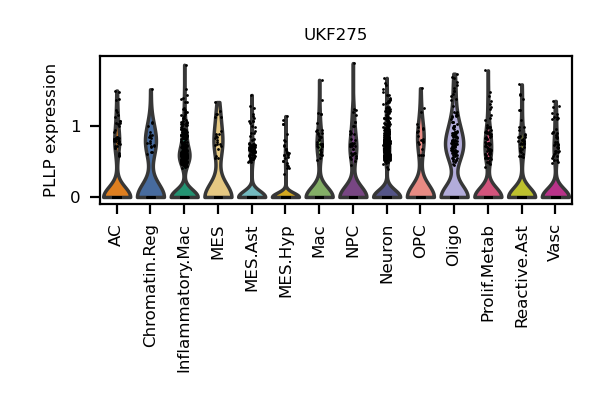 UKF275
PLLP expression
1
0
AC
Chromatin.Reg
Inflammatory.Mac
MES
MES.Ast
MES.Hyp
Mac
NPC
Neuron
OPC
Oligo
Prolif.Metab
Reactive.Ast
Vasc